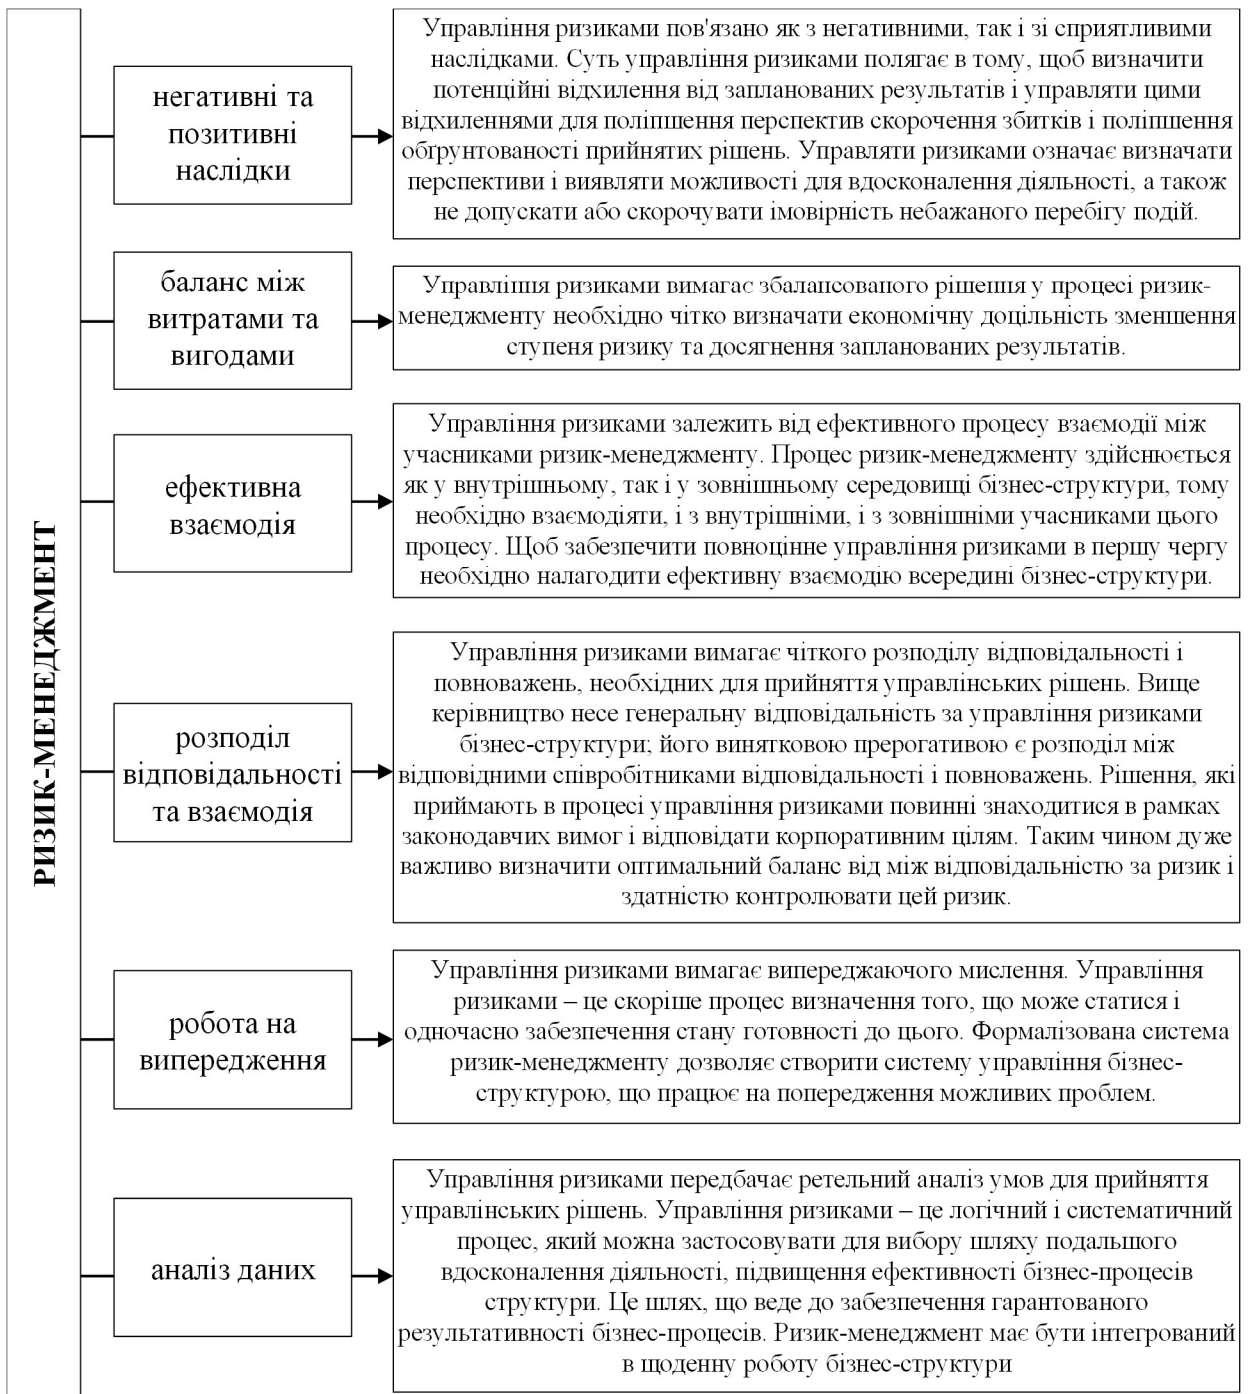 РИЗИК-МЕНЕДЖМЕНТ
негативні та
позитивні
наслідки
Управління ризиками пов'язано як з негативними, так і зі сприятливими
наслідками. Суть управління ризиками полягає в тому, щоб визначити
потенційні відхилення від запланованих результатів і управляти цими
відхиленнями для поліпшення перспектив скорочення збитків і поліпшення
обґрунтованості прийнятих рішень. Управляти ризиками означає визначати
перспективи і виявляти можливості для вдосконалення діяльності, а також
не допускати або скорочувати імовірність небажаного перебігу подій.
баланс між
витратами та
вигодами
Управління ризиками вимагає збалансованого рішення у процесі ризик-
менеджменту необхідно чітко визначати економічну доцільність зменшення
ступеня ризику та досягнення запланованих результатів.
ефективна
взаємодія
Управління ризиками залежить від ефективного процесу взаємодії між
учасниками ризик-менеджменту. Процес ризик-менеджменту здійснюється
як у внутрішньому, так і у зовнішньому середовищі бізнес-структури, тому
необхідно взаємодіяти, і з внутрішніми, і з зовнішніми учасниками цього
процесу. Щоб забезпечити повноцінне управління ризиками в першу чергу
необхідно налагодити ефективну взаємодію всередині бізнес-структури.
розподіл
відповідальності
та взаємодія
Управління ризиками вимагає чіткого розподілу відповідальності і
повноважень, необхідних для прийняття управлінських рішень. Вище
керівництво несе генеральну відповідальність за управління ризиками
бізнес-структури; його винятковою прерогативою є розподіл між
відповідними співробітниками відповідальності і повноважень. Рішення, які
приймають в процесі управління ризиками повинні знаходитися в рамках
законодавчих вимог і відповідати корпоративним цілям. Таким чином дуже
важливо визначити оптимальний баланс від між відповідальністю за ризик і
здатністю контролювати цей ризик.
робота на
випередження
Управління ризиками вимагає випереджаючого мислення. Управління
ризиками – це скоріше процес визначення того, що може статися і
одночасно забезпечення стану готовності до цього. Формалізована система
ризик-менеджменту дозволяє створити систему управління бізнес-
структурою, що працює на попередження можливих проблем.
аналіз даних
Управління ризиками передбачає ретельний аналіз умов для прийняття
управлінських рішень. Управління ризиками – це логічний і систематичний
процес, який можна застосовувати для вибору шляху подальшого
вдосконалення діяльності, підвищення ефективності бізнес-процесів
структури. Це шлях, що веде до забезпечення гарантованого
результативності бізнес-процесів. Ризик-менеджмент має бути інтегрований
в щоденну роботу бізнес-структури